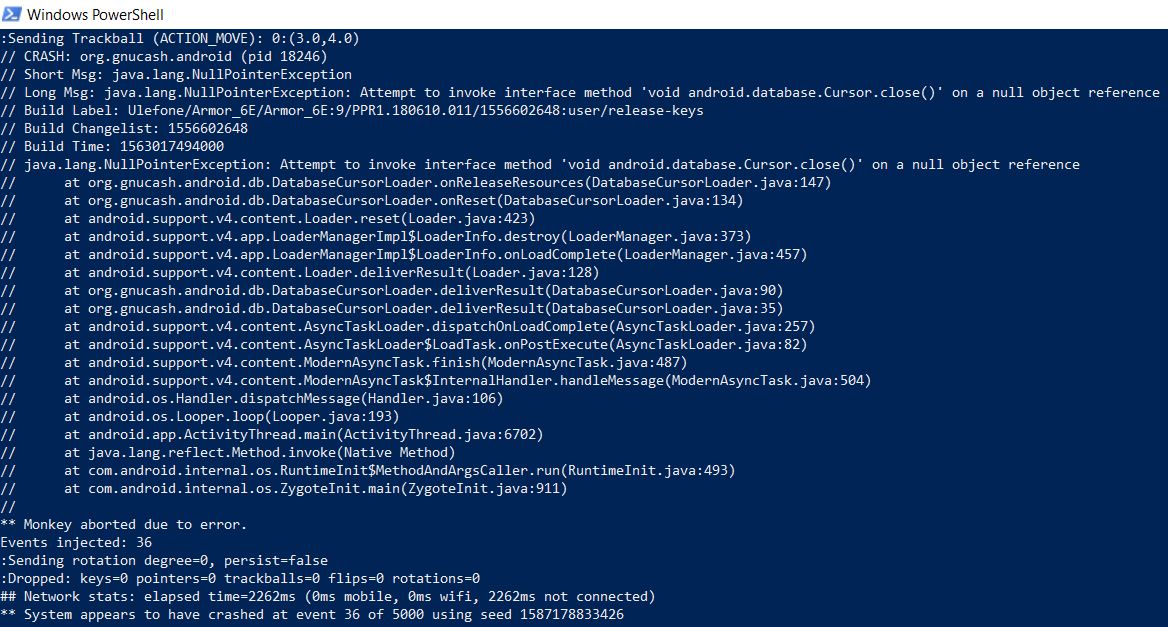 Windows PowerShell
:Sending Trackball (ACTION_MOVE): 0:(3.0,4.0)
// CRASH: org.gnucash.android (pid 18246)
// Short Msg: java.lang.NullPointerException
// Long Msg: java.lang.NullPointerException: Attempt to invoke interface method 'void android.database.Cursor.close()' on a null object reference
// Build Label: Ulefone/Armor_6E/Armor_6E:9/PPR1.180610.011/1556602648:user/release-keys
// Build Changelist: 1556602648
// Build Time: 1563017494000
// java.lang.NullPointerException: Attempt to invoke interface method 'void android.database.Cursor.close()' on a null object reference
//      at org.gnucash.android.db.DatabaseCursorLoader.onReleaseResources(DatabaseCursorLoader.java:147)
//      at org.gnucash.android.db.DatabaseCursorLoader.onReset(DatabaseCursorLoader.java:134)
//      at android.support.v4.content.Loader.reset(Loader.java:423)
//      at android.support.v4.app.LoaderManagerImpl$LoaderInfo.destroy(LoaderManager.java:373)
//      at android.support.v4.app.LoaderManagerImpl$LoaderInfo.onLoadComplete(LoaderManager.java:457)
//      at android.support.v4.content.Loader.deliverResult(Loader.java:128)
//      at org.gnucash.android.db.DatabaseCursorLoader.deliverResult(DatabaseCursorLoader.java:90)
//      at org.gnucash.android.db.DatabaseCursorLoader.deliverResult(DatabaseCursorLoader.java:35)
//      at android.support.v4.content.AsyncTaskLoader.dispatchOnLoadComplete(AsyncTaskLoader.java:257)
//      at android.support.v4.content.AsyncTaskLoader$LoadTask.onPostExecute(AsyncTaskLoader.java:82)
//      at android.support.v4.content.ModernAsyncTask.finish(ModernAsyncTask.java:487)
//      at android.support.v4.content.ModernAsyncTask$InternalHandler.handleMessage(ModernAsyncTask.java:504)
//      at android.os.Handler.dispatchMessage(Handler.java:106)
//      at android.os.Looper.loop(Looper.java:193)
//      at android.app.ActivityThread.main(ActivityThread.java:6702)
//      at java.lang.reflect.Method.invoke(Native Method)
//      at com.android.internal.os.RuntimeInit$MethodAndArgsCaller.run(RuntimeInit.java:493)
//      at com.android.internal.os.ZygoteInit.main(ZygoteInit.java:911)
//
** Monkey aborted due to error.
Events injected: 36
:Sending rotation degree=0, persist=false
:Dropped: keys=0 pointers=0 trackballs=0 flips=0 rotations=0
## Network stats: elapsed time=2262ms (0ms mobile, 0ms wifi, 2262ms not connected)
** System appears to have crashed at event 36 of 5000 using seed 1587178833426